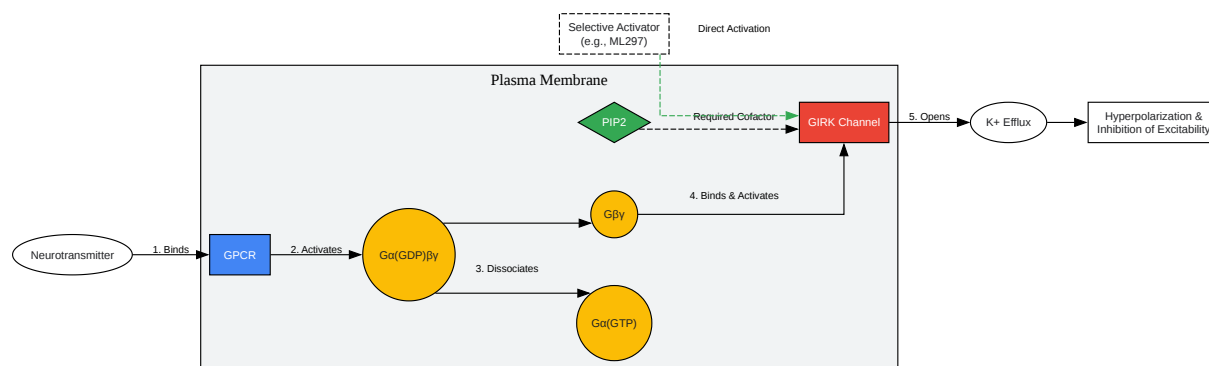 Selective Activator
(e.g., ML297)
Direct Activation
Plasma Membrane
PIP2
Required Cofactor
GIRK Channel
5. Opens
K+ Efflux
Hyperpolarization &
Inhibition of Excitability
Gβγ
4. Binds & Activates
Neurotransmitter
1. Binds
GPCR
2. Activates
Gα(GDP)βγ
3. Dissociates
Gα(GTP)